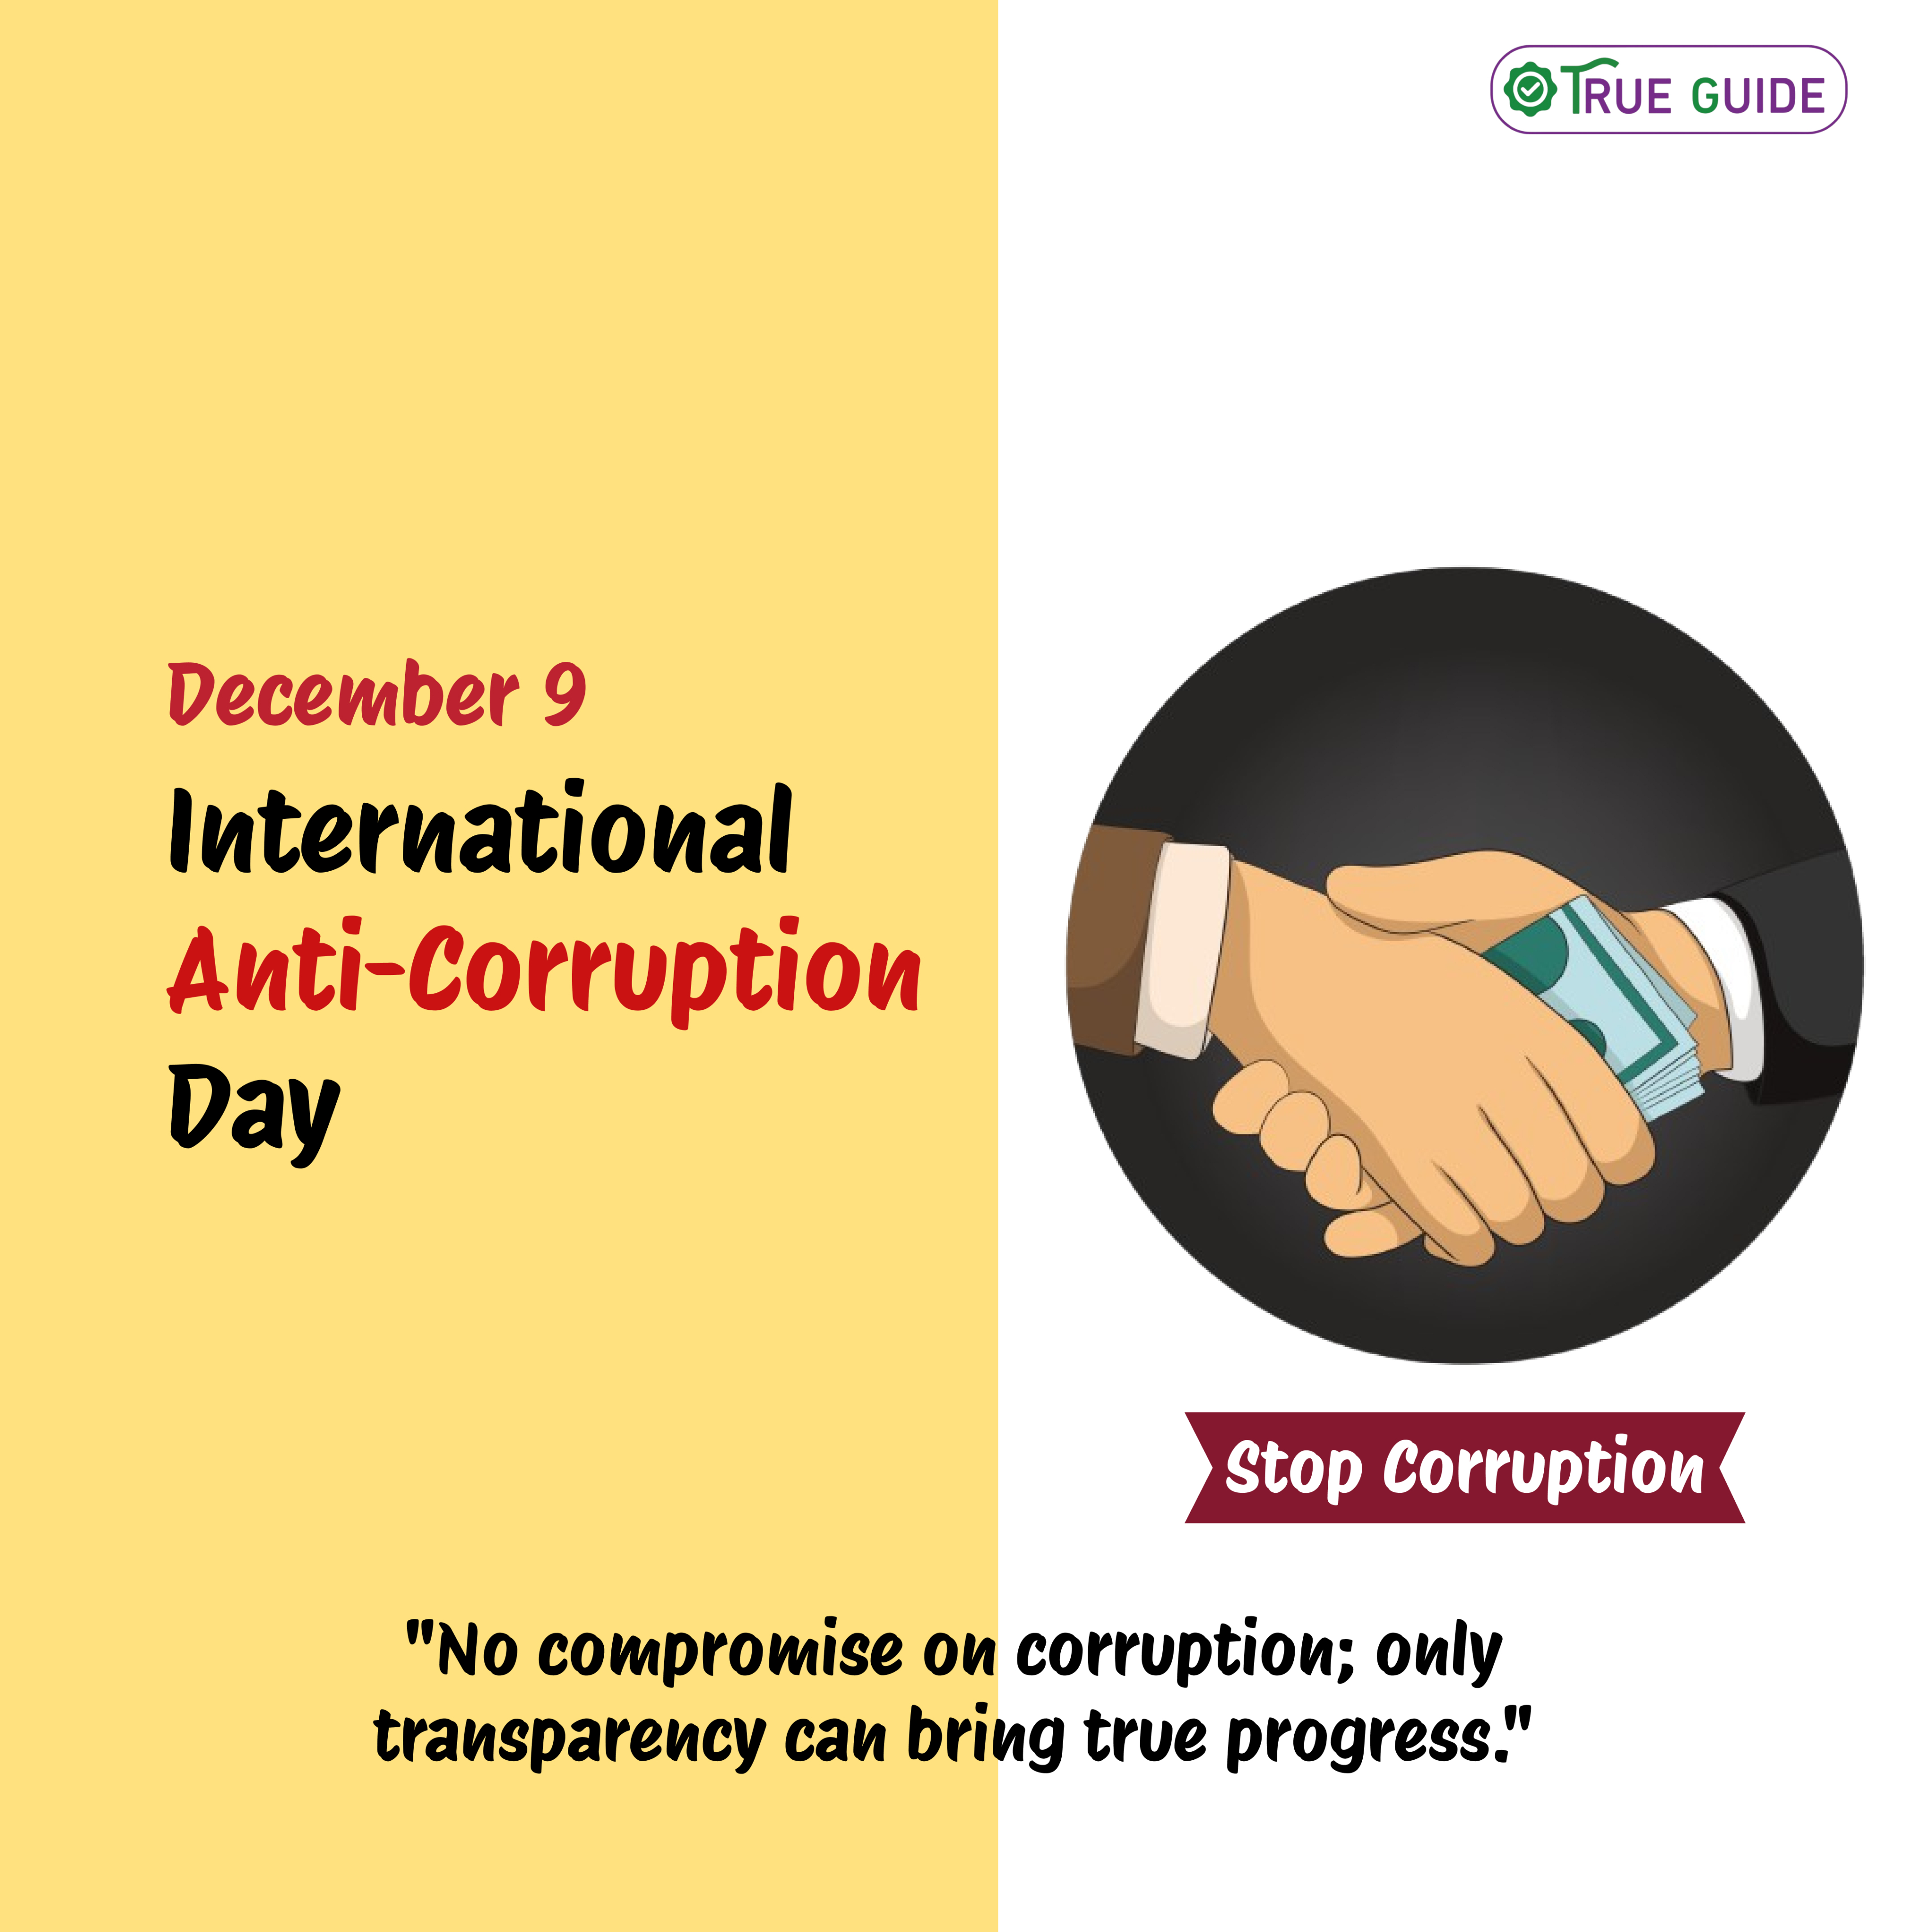 TRUE GUIDE
December 9
International
Anti-Corruption
Day
Stop Corruption
"No compromise on corruption; only
transparency can bring true progress."